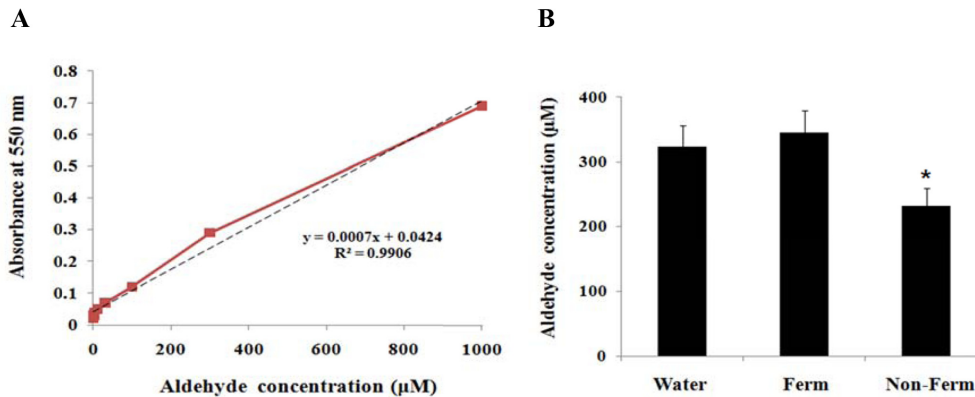 A
Absorbance at 550 nm
0.8
0.7
0.6
0.5
0.4
0.3
0.2
0.1
0
y = 0.0007x + 0.0424
R² = 0.9906
0 200 400 600 800 1000
Aldehyde concentration (µM)
B
Aldehyde concentration (µM)
400
300
200
100
0
*
Water Ferm Non-Ferm